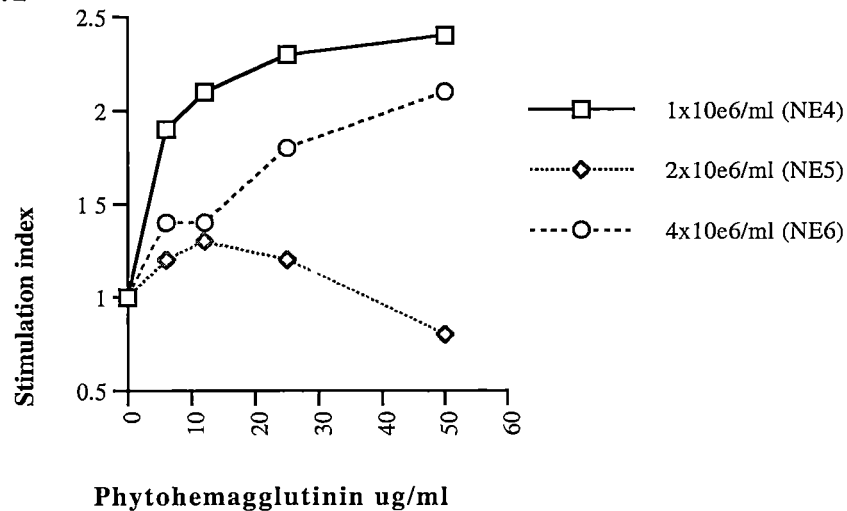 2.5
2
1 5
1
0.5
0
10
20
30
40
50
60
Stimulation index
Phytohemagglutinin ug/ml
1x10e6/ml (NE4)
2x10e6/ml (NE5)
4x10e6/ml (NE6)